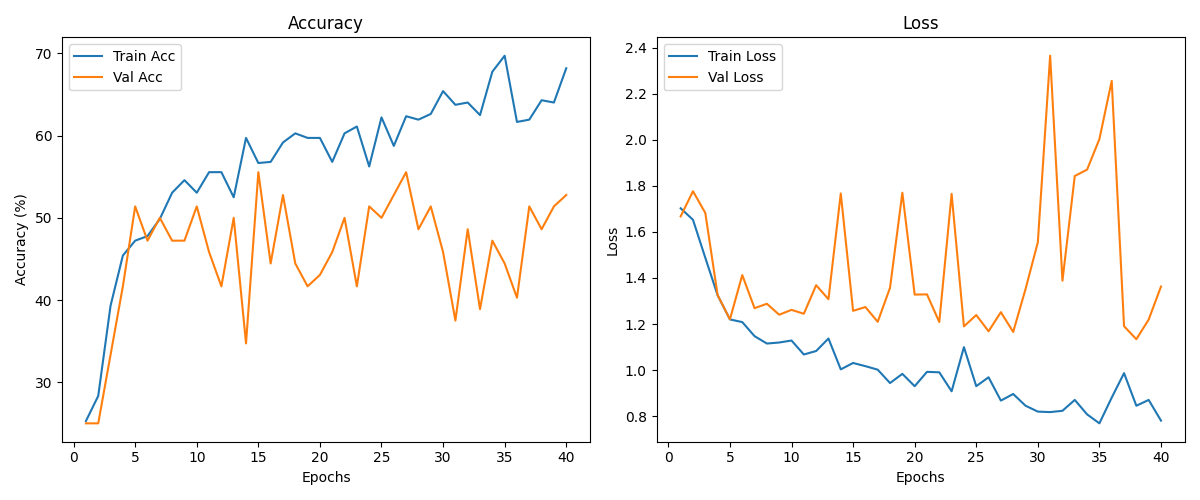 Accuracy
Train Acc
Val Acc
Accuracy (%)
70
60
50
40
30
0 5 10 15 20 25 30 35 40
Epochs
Loss
Train Loss
Val Loss
Loss
2.4
2.2
2.0
1.8
1.6
1.4
1.2
1.0
0.8
0 5 10 15 20 25 30 35 40
Epochs